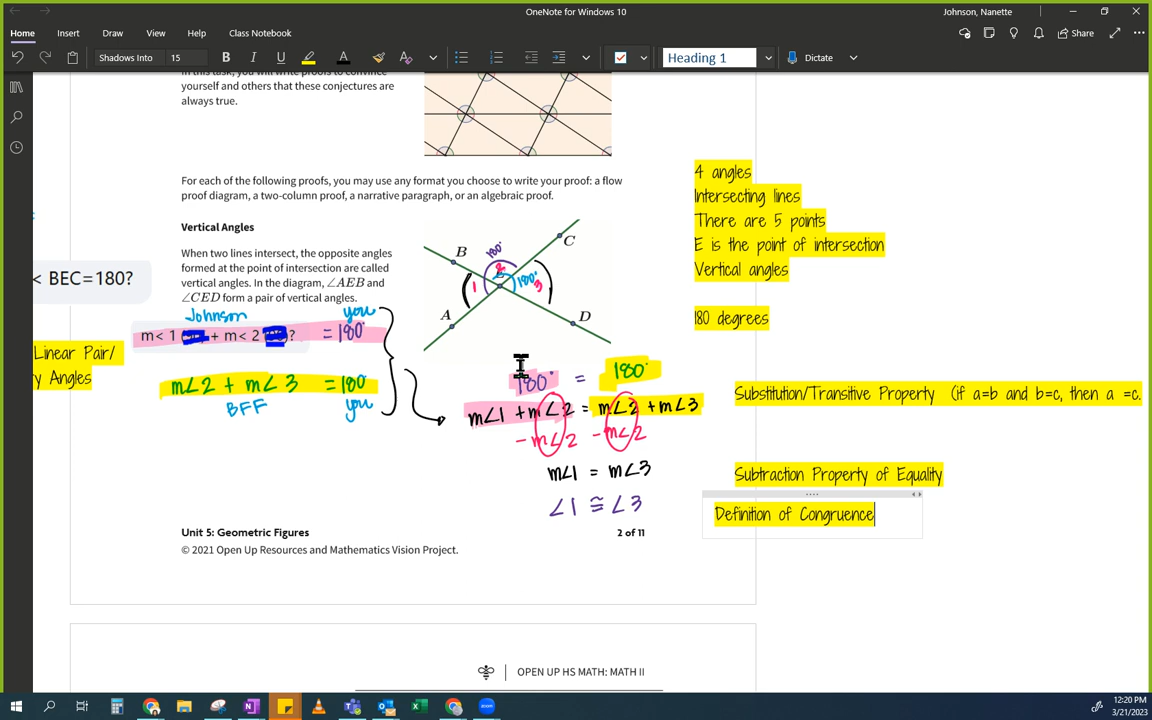 OneNote for Windows 10
Johnson, Nanette
Home Insert Draw View Help Class Notebook
Share
Shadows Into 15 B I U A Heading 1 Dictate
In this task, you will write proofs to convince
yourself and others that these conjectures are
always true.
For each of the following proofs, you may use any format you choose to write your proof: a flow
proof diagram, a two-column proof, a narrative paragraph, or an algebraic proof.
Vertical Angles
When two lines intersect, the opposite angles
formed at the point of intersection are called
vertical angles. In the diagram, ∠AEB and
∠CED form a pair of vertical angles.
< BEC=180?
Johnson you
m< 1 + m< 2 ? = 180°
Linear Pair/
y Angles
m∠2 + m∠3 = 180
BFF you
B C
180°
1 2 180° 3
A D
180° = 180°
m∠1 + m∠2 = m∠2 + m∠3
- m∠2 - m∠2
m∠1 = m∠3
∠1 ≅ ∠3
4 angles
Intersecting lines
There are 5 points
E is the point of intersection
Vertical angles
180 degrees
Substitution/Transitive Property (if a=b and b=c, then a =c.
Subtraction Property of Equality
Definition of Congruence
Unit 5: Geometric Figures
2 of 11
© 2021 Open Up Resources and Mathematics Vision Project.
OPEN UP HS MATH: MATH II
12:20 PM
3/21/2023